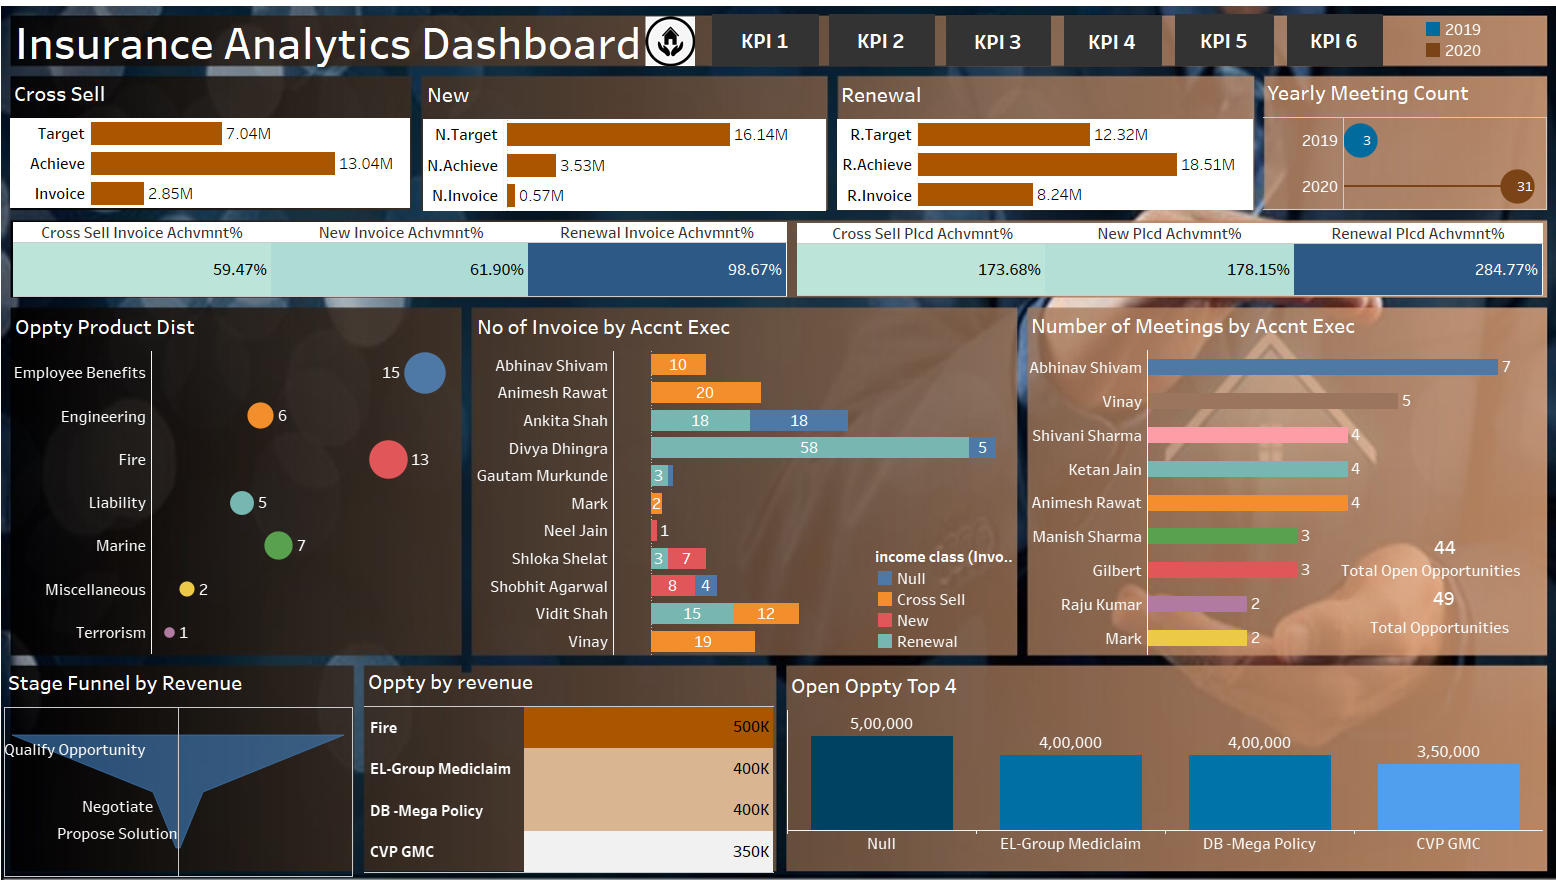 Insurance Analytics Dashboard
KPI 1
KPI 2
KPI 3
KPI 4
KPI 5
KPI 6
2019
2020
Cross Sell
Target 7.04M
Achieve 13.04M
Invoice 2.85M
New
N.Target 16.14M
N.Achieve 3.53M
N.Invoice 0.57M
Renewal
R.Target 12.32M
R.Achieve 18.51M
R.Invoice 8.24M
Yearly Meeting Count
2019 3
2020 31
Cross Sell Invoice Achvmnt% New Invoice Achvmnt% Renewal Invoice Achvmnt%
59.47% 61.90% 98.67%
Cross Sell Plcd Achvmnt% New Plcd Achvmnt% Renewal Plcd Achvmnt%
173.68% 178.15% 284.77%
Oppty Product Dist
Employee Benefits 15
Engineering 6
Fire 13
Liability 5
Marine 7
Miscellaneous 2
Terrorism 1
No of Invoice by Accnt Exec
Abhinav Shivam 10
Animesh Rawat 20
Ankita Shah 18 18
Divya Dhingra 58 5
Gautam Murkunde 3
Mark 2
Neel Jain 1
Shloka Shelat 3 7
Shobhit Agarwal 8 4
Vidit Shah 15 12
Vinay 19
income class (Invo..
Null
Cross Sell
New
Renewal
Number of Meetings by Accnt Exec
Abhinav Shivam 7
Vinay 5
Shivani Sharma 4
Ketan Jain 4
Animesh Rawat 4
Manish Sharma 3
Gilbert 3
Raju Kumar 2
Mark 2
44
Total Open Opportunities
49
Total Opportunities
Stage Funnel by Revenue
Qualify Opportunity
Negotiate
Propose Solution
Oppty by revenue
Fire 500K
EL-Group Mediclaim 400K
DB -Mega Policy 400K
CVP GMC 350K
Open Oppty Top 4
5,00,000
4,00,000
4,00,000
3,50,000
Null
EL-Group Mediclaim
DB -Mega Policy
CVP GMC